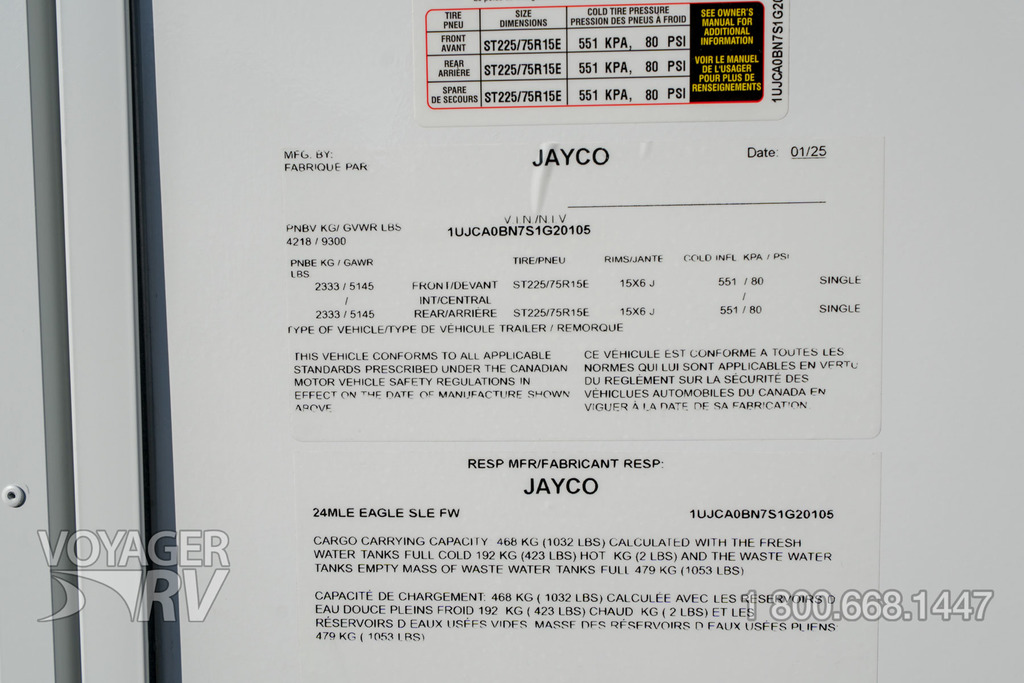 TIRE PNEU SIZE DIMENSIONS COLD TIRE PRESSURE PRESSION DES PNEUS À FROID
FRONT AVANT ST225/75R15E 551 KPA, 80 PSI
REAR ARRIÈRE ST225/75R15E 551 KPA, 80 PSI
SPARE DE SECOURS ST225/75R15E 551 KPA, 80 PSI
SEE OWNER'S
MANUAL FOR
ADDITIONAL
INFORMATION
VOIR LE MANUEL
DE L'USAGER
POUR PLUS DE
RENSEIGNEMENTS
1UJCA0BN7S1G20
MFG. BY:
FABRIQUE PAR
JAYCO
Date: 01/25
V I N / N I V
PNBV KG/ GVWR LBS
1UJCA0BN7S1G20105
4218 / 9300
PNBE KG / GAWR
LBS
TIRE/PNEU RIMS/JANTE COLD INFL KPA / PSI
2333 / 5145 FRONT/DEVANT ST225/75R15E 15X6 J 551 / 80 SINGLE
/ INT/CENTRAL /
2333 / 5145 REAR/ARRIÈRE ST225/75R15E 15X6 J 551 / 80 SINGLE
TYPE OF VEHICLE/TYPE DE VÉHICULE TRAILER / REMORQUE
THIS VEHICLE CONFORMS TO ALL APPLICABLE
STANDARDS PRESCRIBED UNDER THE CANADIAN
MOTOR VEHICLE SAFETY REGULATIONS IN
EFFECT ON THE DATE OF MANUFACTURE SHOWN
ABOVE
CE VÉHICULE EST CONFORME A TOUTES LES
NORMES QUI LUI SONT APPLICABLES EN VERTU
DU REGLEMENT SUR LA SÉCURITÉ DES
VÉHICLUES AUTOMOBILES DU CANADA EN
VIGUER À LA DATE DE SA FABRICATION
RESP MFR/FABRICANT RESP:
JAYCO
24MLE EAGLE SLE FW 1UJCA0BN7S1G20105
CARGO CARRYING CAPACITY 468 KG (1032 LBS) CALCULATED WITH THE FRESH
WATER TANKS FULL COLD 192 KG (423 LBS) HOT KG (2 LBS) AND THE WASTE WATER
TANKS EMPTY MASS OF WASTE WATER TANKS FULL 479 KG (1053 LBS)
CAPACITÉ DE CHARGEMENT: 468 KG ( 1032 LBS) CALCULÉE AVEC LES RÉSERVOIRS D
EAU DOUCE PLEINS FROID 192 KG ( 423 LBS) CHAUD KG ( 2 LBS) ET LES
RÉSERVOIRS D EAUX USÉES VIDES MASSE DES RÉSERVOIRS D EAUX USÉES PLIENS
479 KG ( 1053 LBS)
VOYAGER
RV
1 800.668.1447